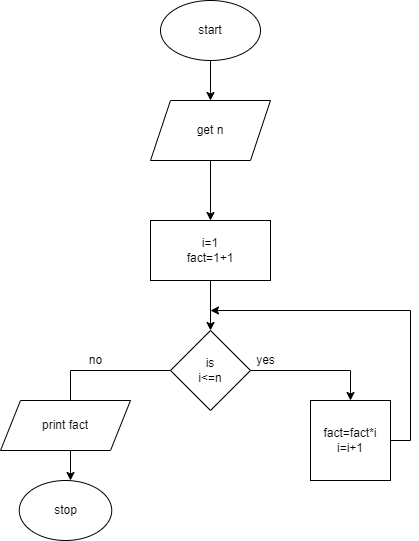 start
get n
i=1
fact=1+1
is
i<=n
no
yes
print fact
fact=fact*i
i=i+1
stop